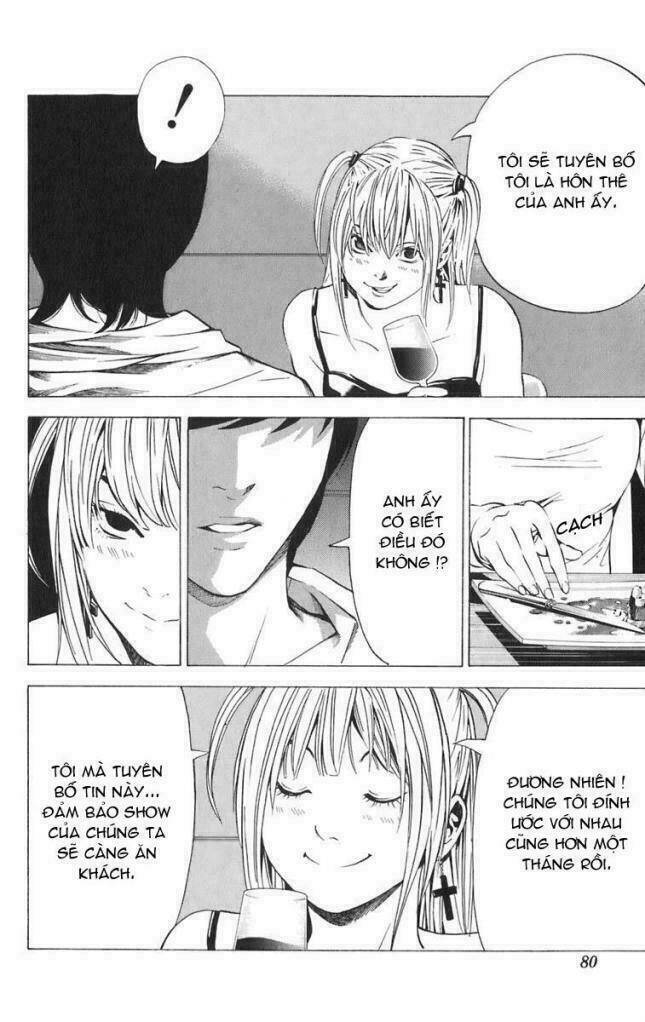 !
TÔI SẼ TUYÊN BỐ
TÔI LÀ HÔN THÊ
CỦA ANH ẤY.
ANH ẤY
CÓ BIẾT
ĐIỀU ĐÓ
KHÔNG !?
CẠCH
TÔI MÀ TUYÊN
BỐ TIN NÀY...
ĐẢM BẢO SHOW
CỦA CHÚNG TA
SẼ CÀNG ĂN
KHÁCH.
ĐƯƠNG NHIÊN !
CHÚNG TÔI ĐÍNH
ƯỚC VỚI NHAU
CŨNG HƠN MỘT
THÁNG RỒI.
80